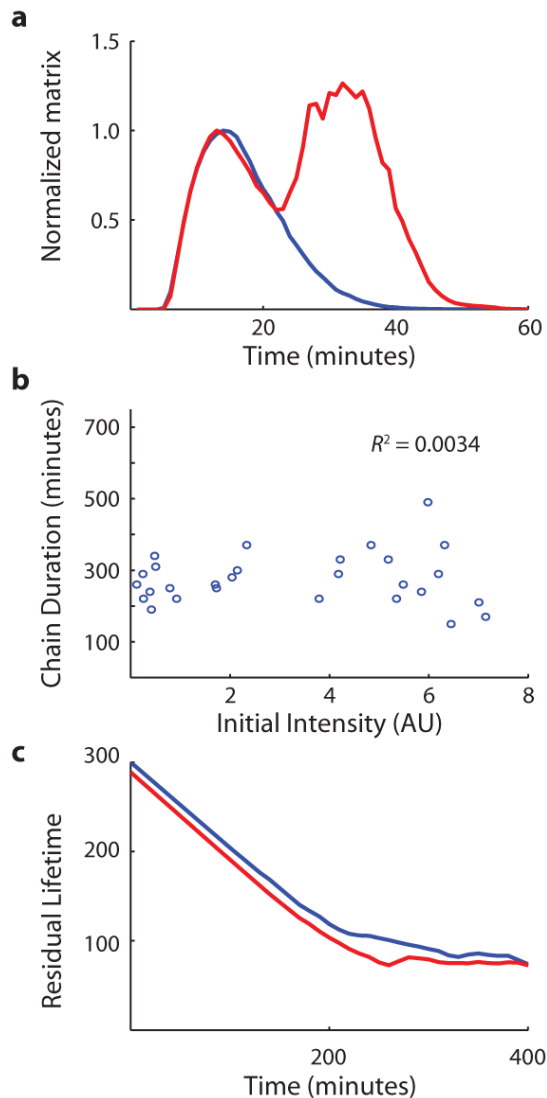 a
1.5
1.0
0.5
Normalized matrix
20
40
60
Time (minutes)
b
700
500
300
100
Chain Duration (minutes)
R² = 0.0034
2
4
6
8
Initial Intensity (AU)
c
300
200
100
Residual Lifetime
200
400
Time (minutes)